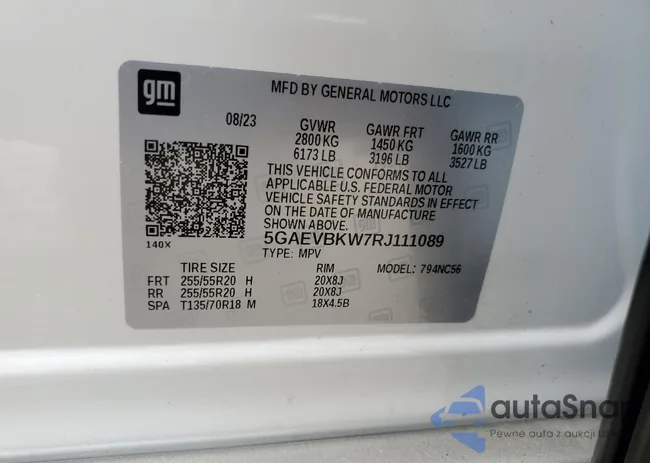 gm
MFD BY GENERAL MOTORS LLC
08/23 GVWR GAWR FRT GAWR RR
2800 KG 1450 KG 1600 KG
6173 LB 3196 LB 3527 LB
THIS VEHICLE CONFORMS TO ALL
APPLICABLE U.S. FEDERAL MOTOR
VEHICLE SAFETY STANDARDS IN EFFECT
ON THE DATE OF MANUFACTURE
SHOWN ABOVE.
140X
5GAEVBKW7RJ111089
TYPE: MPV MODEL: 794NC56
TIRE SIZE RIM
FRT 255/55R20 H 20X8J
RR 255/55R20 H 20X8J
SPA T135/70R18 M 18X4.5B
autaSna
Pewne auta z aukcji